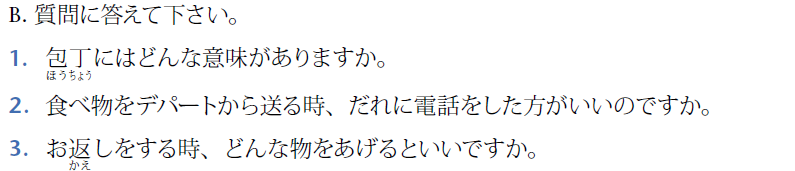 B. 質問に答えて下さい。
1. 包丁にはどんな意味がありますか。
ほうちょう
2. 食べ物をデパートから送る時、だれに電話をした方がいいのですか。
3. お返しをする時、どんな物をあげるといいですか。
かえ